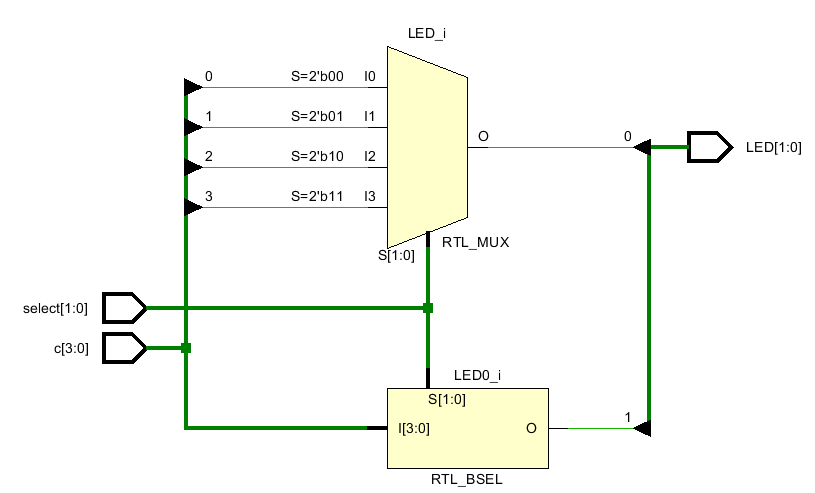 LED_i
0 S=2'b00 I0
1 S=2'b01 I1
O 0
LED[1:0]
2 S=2'b10 I2
3 S=2'b11 I3
RTL_MUX
S[1:0]
select[1:0]
c[3:0]
LED0_i
S[1:0]
I[3:0] O 1
RTL_BSEL